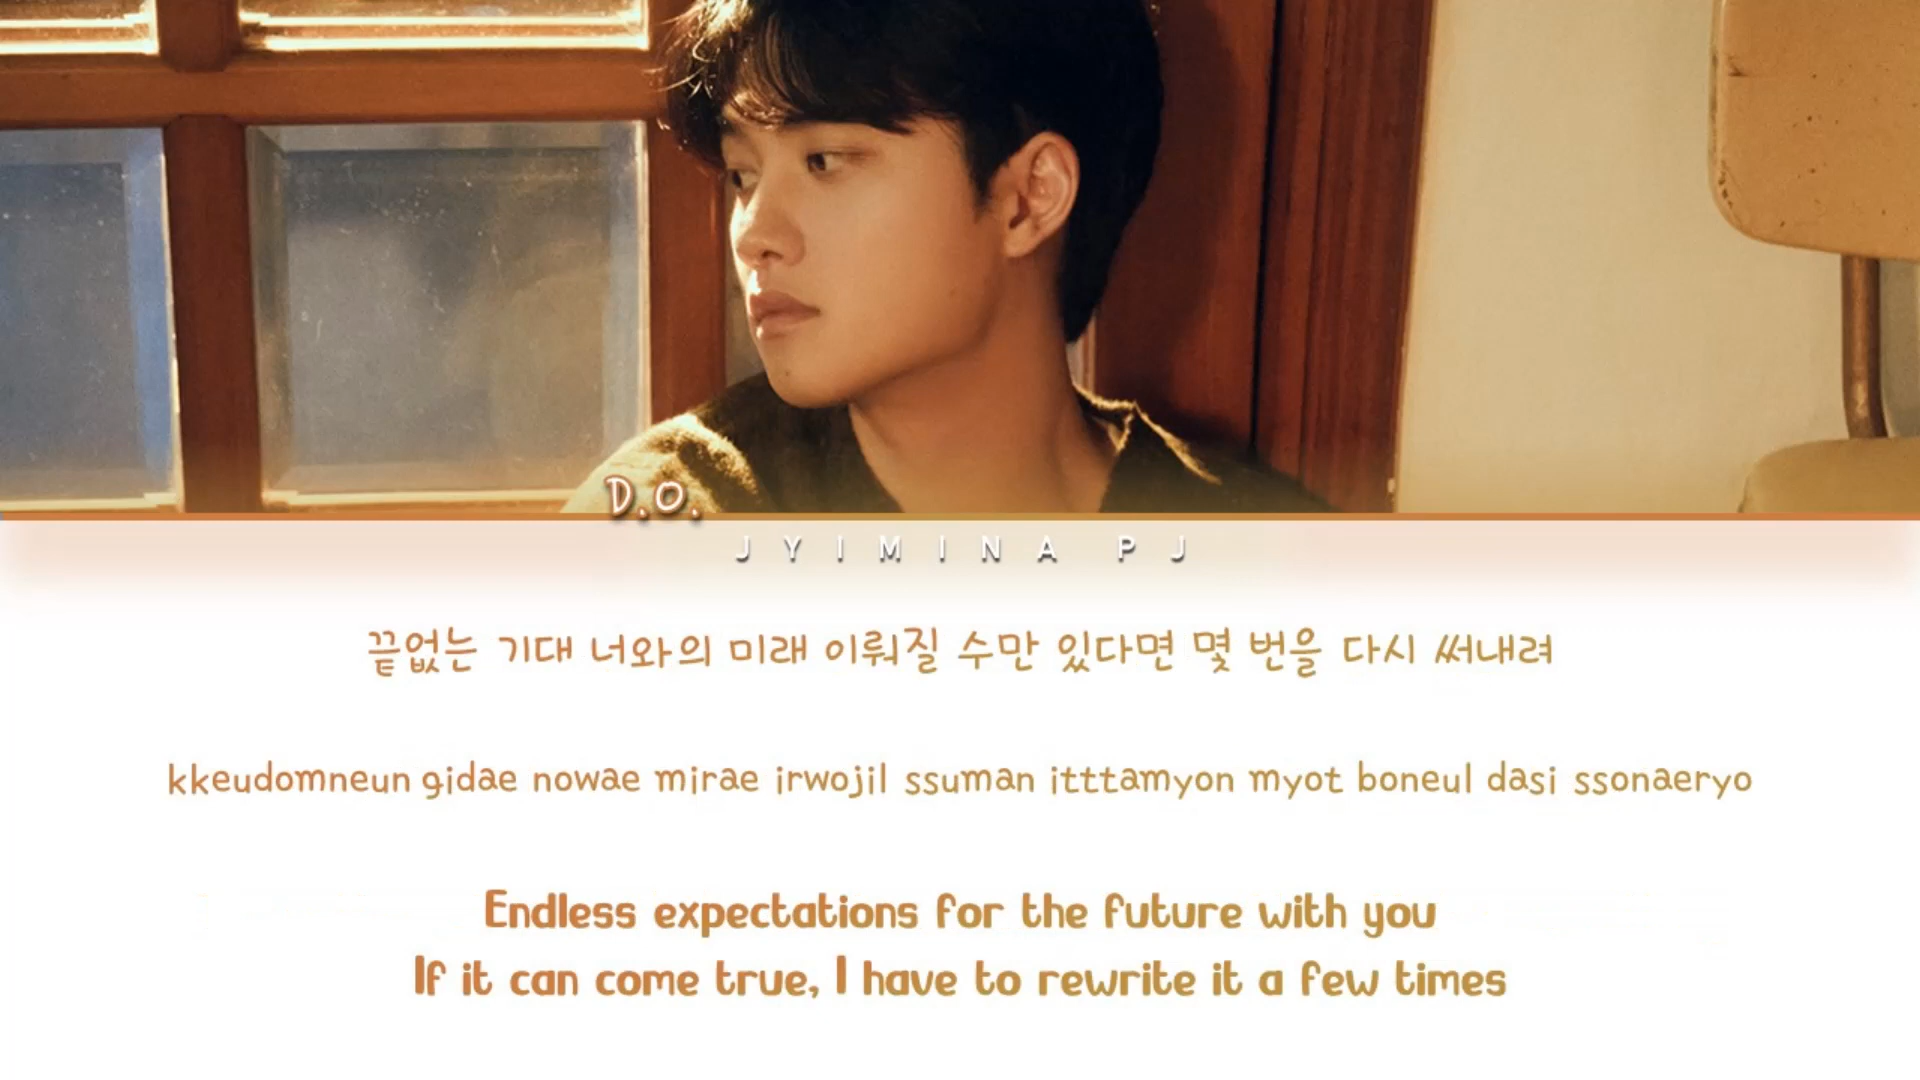 D.O.
JYIMINA PJ
끝없는 기대 너와의 미래 이뤄질 수만 있다면 몇 번을 다시 써내려
kkeudomneun gidae nowae mirae irwojil ssuman itttamyon myot boneul dasi ssonaeryo
Endless expectations for the future with you
If it can come true, I have to rewrite it a few times